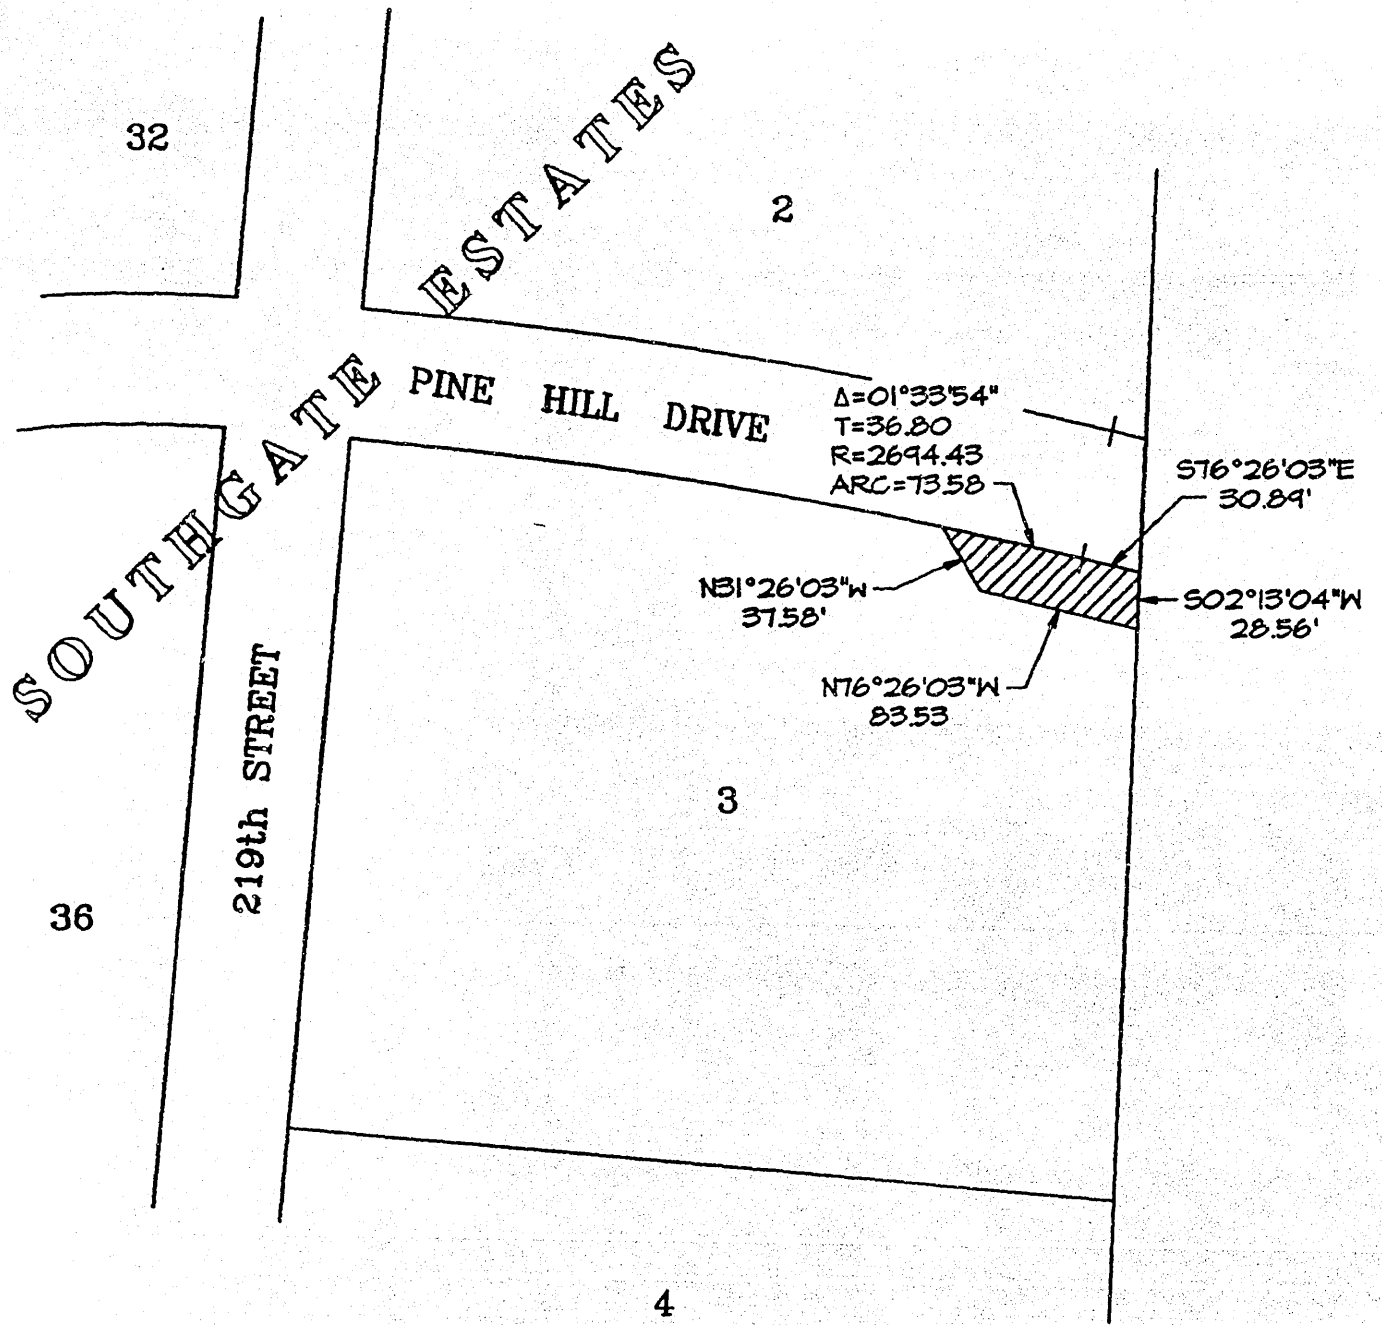 32
2
SOUTHGATE ESTATES
PINE HILL DRIVE
Δ=01°33'54"
T=36.80
R=2694.43
ARC=73.58
S76°26'03"E
30.89'
N31°26'03"W
37.58'
S02°13'04"W
28.56'
N76°26'03"W
83.53
219th STREET
3
36
4